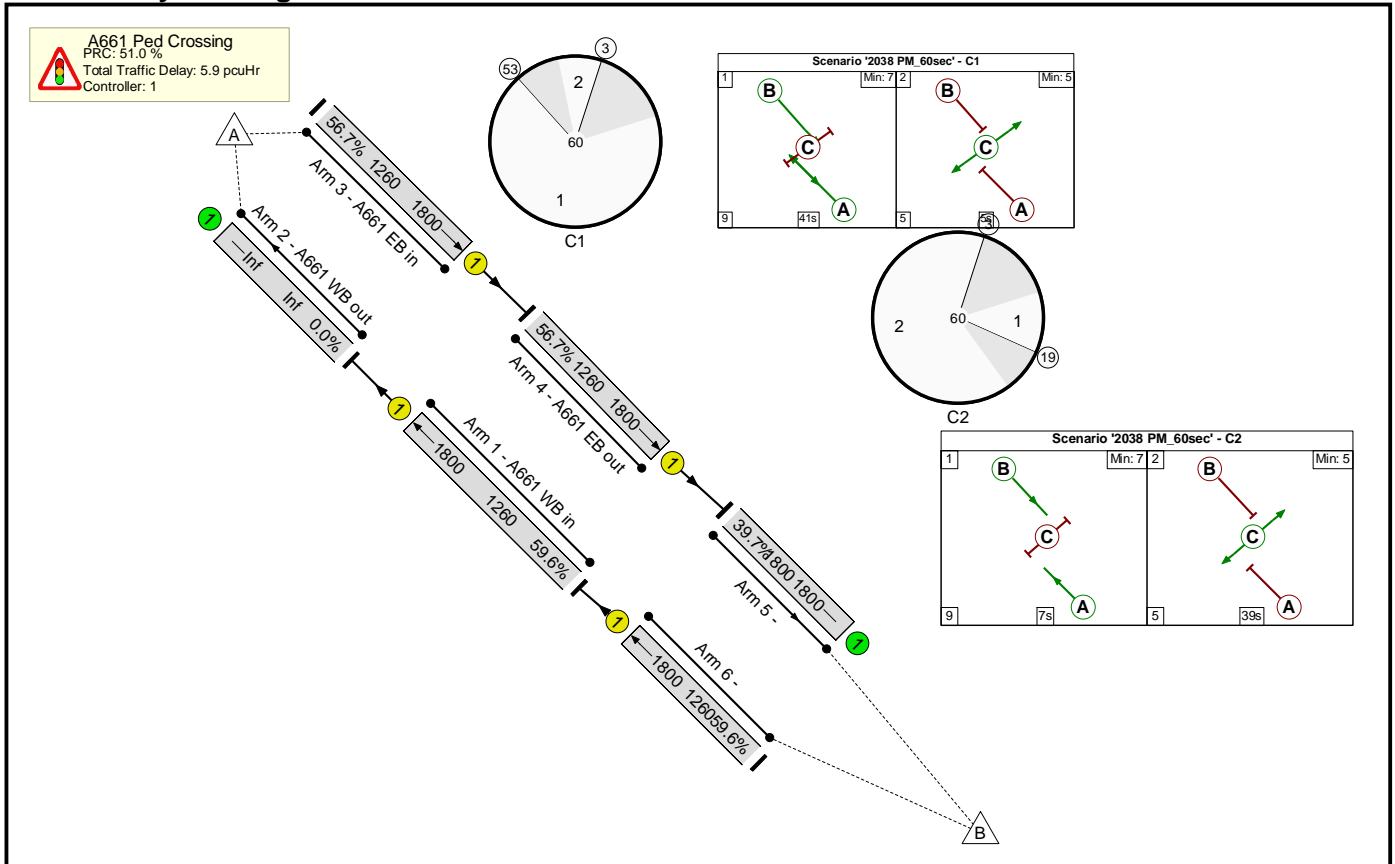 A661 Ped Crossing
PRC: 51.0 %
Total Traffic Delay: 5.9 pcuHr
Controller: 1
A
56.7% 1260 1800
Arm 3 - A661 EB in
1
Arm 2 - A661 WB out
1
Inf Inf 0.0%
53
3
2
60
1
C1
Scenario '2038 PM_60sec' - C1
1
Min: 7
B
C
A
9
41s
2
Min: 5
B
C
A
5
5s
56.7% 1260 1800
Arm 4 - A661 EB out
1
1
Arm 1 - A661 WB in
1800 1260 59.6%
3
2
60
1
19
C2
Scenario '2038 PM_60sec' - C2
1
Min: 7
B
C
A
9
7s
2
Min: 5
B
C
A
5
39s
39.7% 1800 1800
Arm 5 -
1
1
Arm 6 -
1800 1260 59.6%
B